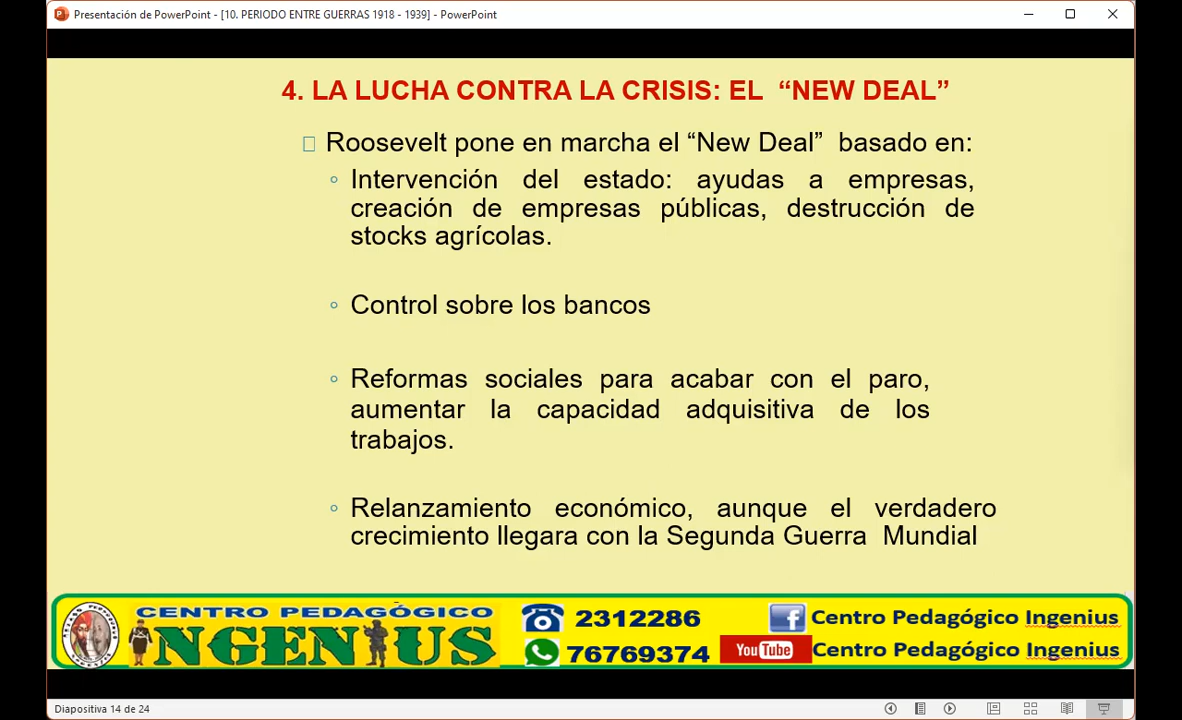 Presentación de PowerPoint - [10. PERIODO ENTRE GUERRAS 1918 - 1939] - PowerPoint
4. LA LUCHA CONTRA LA CRISIS: EL “NEW DEAL”
Roosevelt pone en marcha el “New Deal” basado en:
Intervención del estado: ayudas a empresas,
creación de empresas públicas, destrucción de
stocks agrícolas.
Control sobre los bancos
Reformas sociales para acabar con el paro,
aumentar la capacidad adquisitiva de los
trabajos.
Relanzamiento económico, aunque el verdadero
crecimiento llegara con la Segunda Guerra Mundial
CENTRO PEDAGÓGICO
INGENIUS
2312286
76769374
Centro Pedagógico Ingenius
YouTube Centro Pedagógico Ingenius
Diapositiva 14 de 24